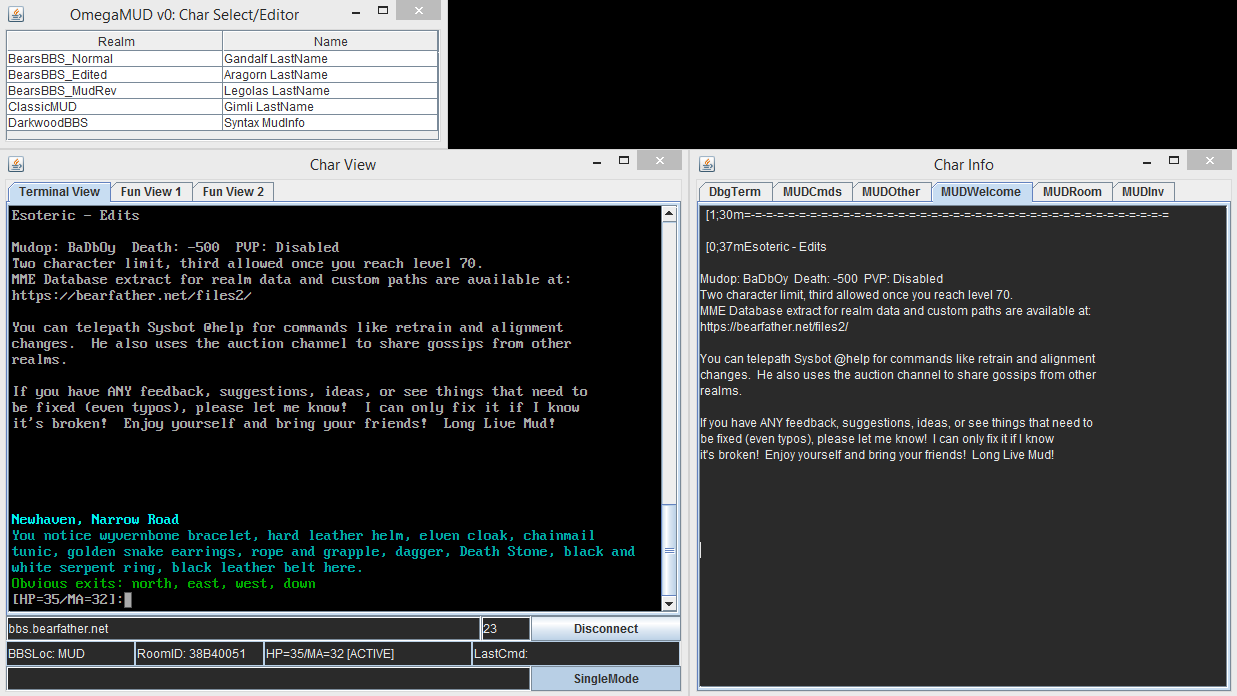 OmegaMUD v0: Char Select/Editor
Realm Name
BearsBBS_Normal Gandalf LastName
BearsBBS_Edited Aragorn LastName
BearsBBS_MudRev Legolas LastName
ClassicMUD Gimli LastName
DarkwoodBBS Syntax MudInfo
Char View
Terminal View Fun View 1 Fun View 2
Esoteric - Edits
Mudop: BaDbOy Death: -500 PVP: Disabled
Two character limit, third allowed once you reach level 70.
MME Database extract for realm data and custom paths are available at:
https://bearfather.net/files2/
You can telepath Sysbot @help for commands like retrain and alignment
changes. He also uses the auction channel to share gossips from other
realms.
If you have ANY feedback, suggestions, ideas, or see things that need to
be fixed (even typos), please let me know! I can only fix it if I know
it's broken! Enjoy yourself and bring your friends! Long Live Mud!
Newhaven, Narrow Road
You notice wyvernbone bracelet, hard leather helm, elven cloak, chainmail
tunic, golden snake earrings, rope and grapple, dagger, Death Stone, black and
white serpent ring, black leather belt here.
Obvious exits: north, east, west, down
[HP=35/MA=32]:
bbs.bearfather.net 23 Disconnect
BBSLoc: MUD RoomID: 38B40051 HP=35/MA=32 [ACTIVE] LastCmd:
SingleMode
Char Info
DbgTerm MUDCmds MUDOther MUDWelcome MUDRoom MUDInv
[1;30m=-=-=-=-=-=-=-=-=-=-=-=-=-=-=-=-=-=-=-=-=-=-=-=-=-=-=-=-=-=-=-=-=-=-=-=-=-=-=
[0;37mEsoteric - Edits
Mudop: BaDbOy Death: -500 PVP: Disabled
Two character limit, third allowed once you reach level 70.
MME Database extract for realm data and custom paths are available at:
https://bearfather.net/files2/
You can telepath Sysbot @help for commands like retrain and alignment
changes. He also uses the auction channel to share gossips from other
realms.
If you have ANY feedback, suggestions, ideas, or see things that need to
be fixed (even typos), please let me know! I can only fix it if I know
it's broken! Enjoy yourself and bring your friends! Long Live Mud!